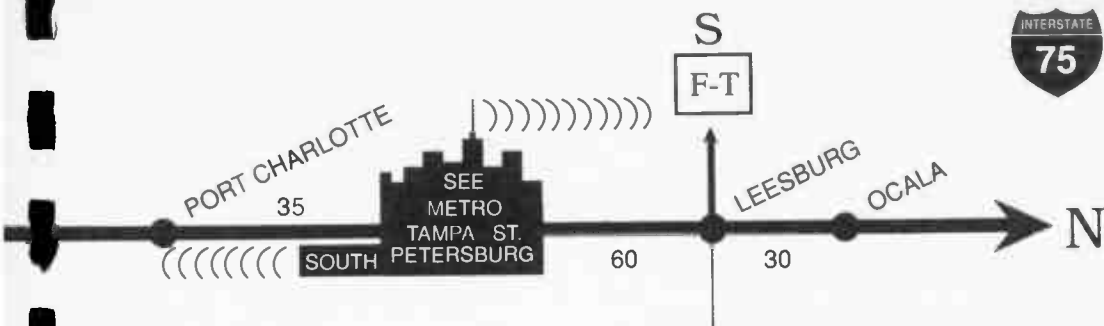 INTERSTATE
75
S
F-T
PORT CHARLOTTE
35
SEE
METRO
TAMPA ST.
SOUTH PETERSBURG
60
LEESBURG
30
OCALA
N